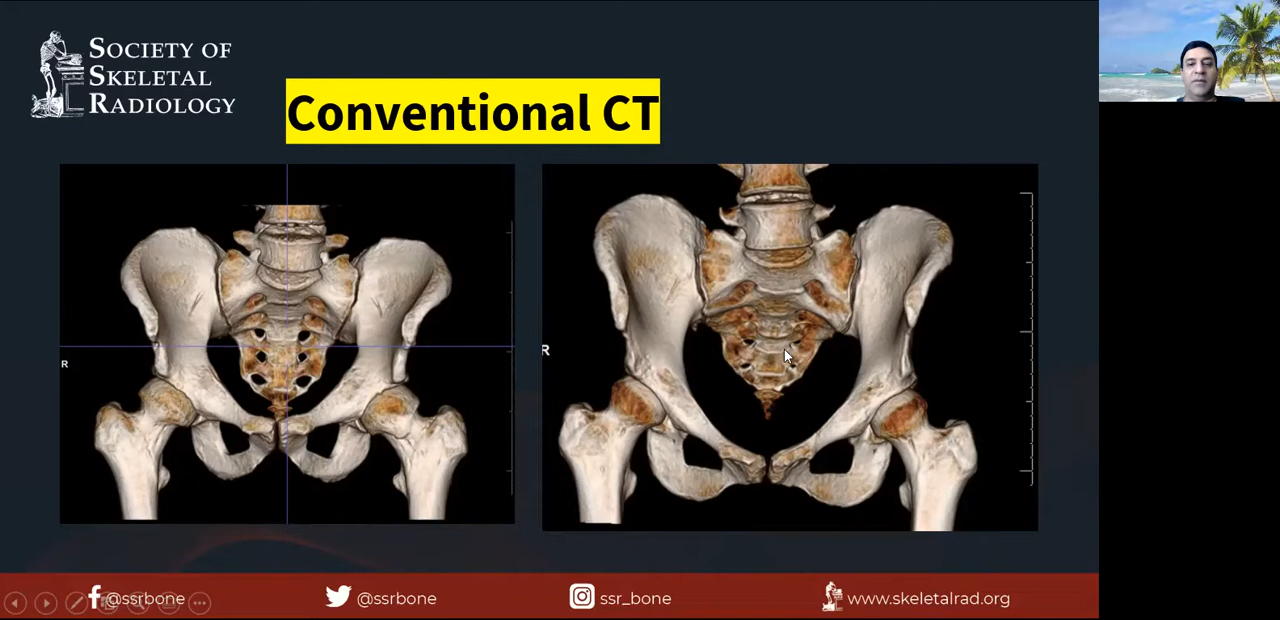 SOCIETY OF
SKELETAL
RADIOLOGY
Conventional CT
R
R
@ssrbone
@ssrbone
ssr_bone
www.skeletalrad.org